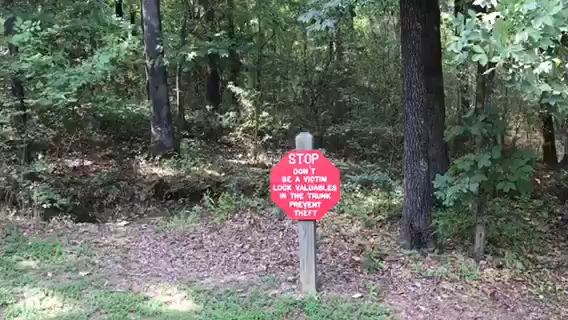 STOP
DON'T
BE A VICTIM
LOCK VALUABLES
IN THE TRUNK
PREVENT
THEFT